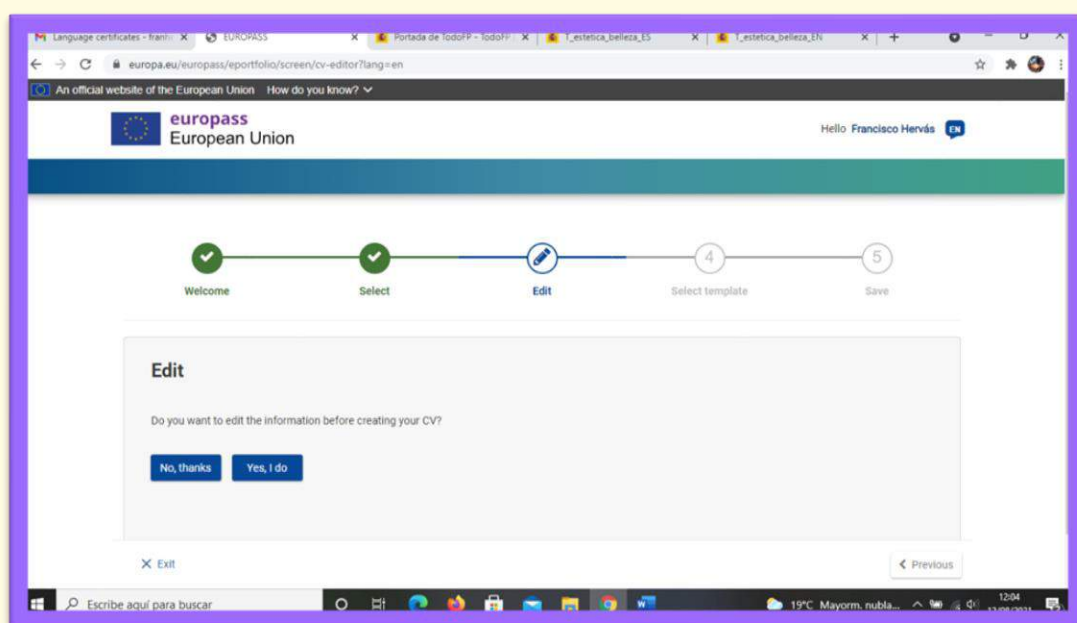 Language certificates - franhe
EUROPASS
Portada de TodoFP - TodoFP
T_estetica_belleza_ES
T_estetica_belleza_EN
europa.eu/europass/eportfolio/screen/cv-editor?lang=en
An official website of the European Union How do you know?
europass
European Union
Hello Francisco Hervás EN
4 5
Welcome Select Edit Select template Save
Edit
Do you want to edit the information before creating your CV?
No, thanks Yes, I do
Exit
Previous
Escribe aquí para buscar
19°C Mayorm. nubla...
12:04